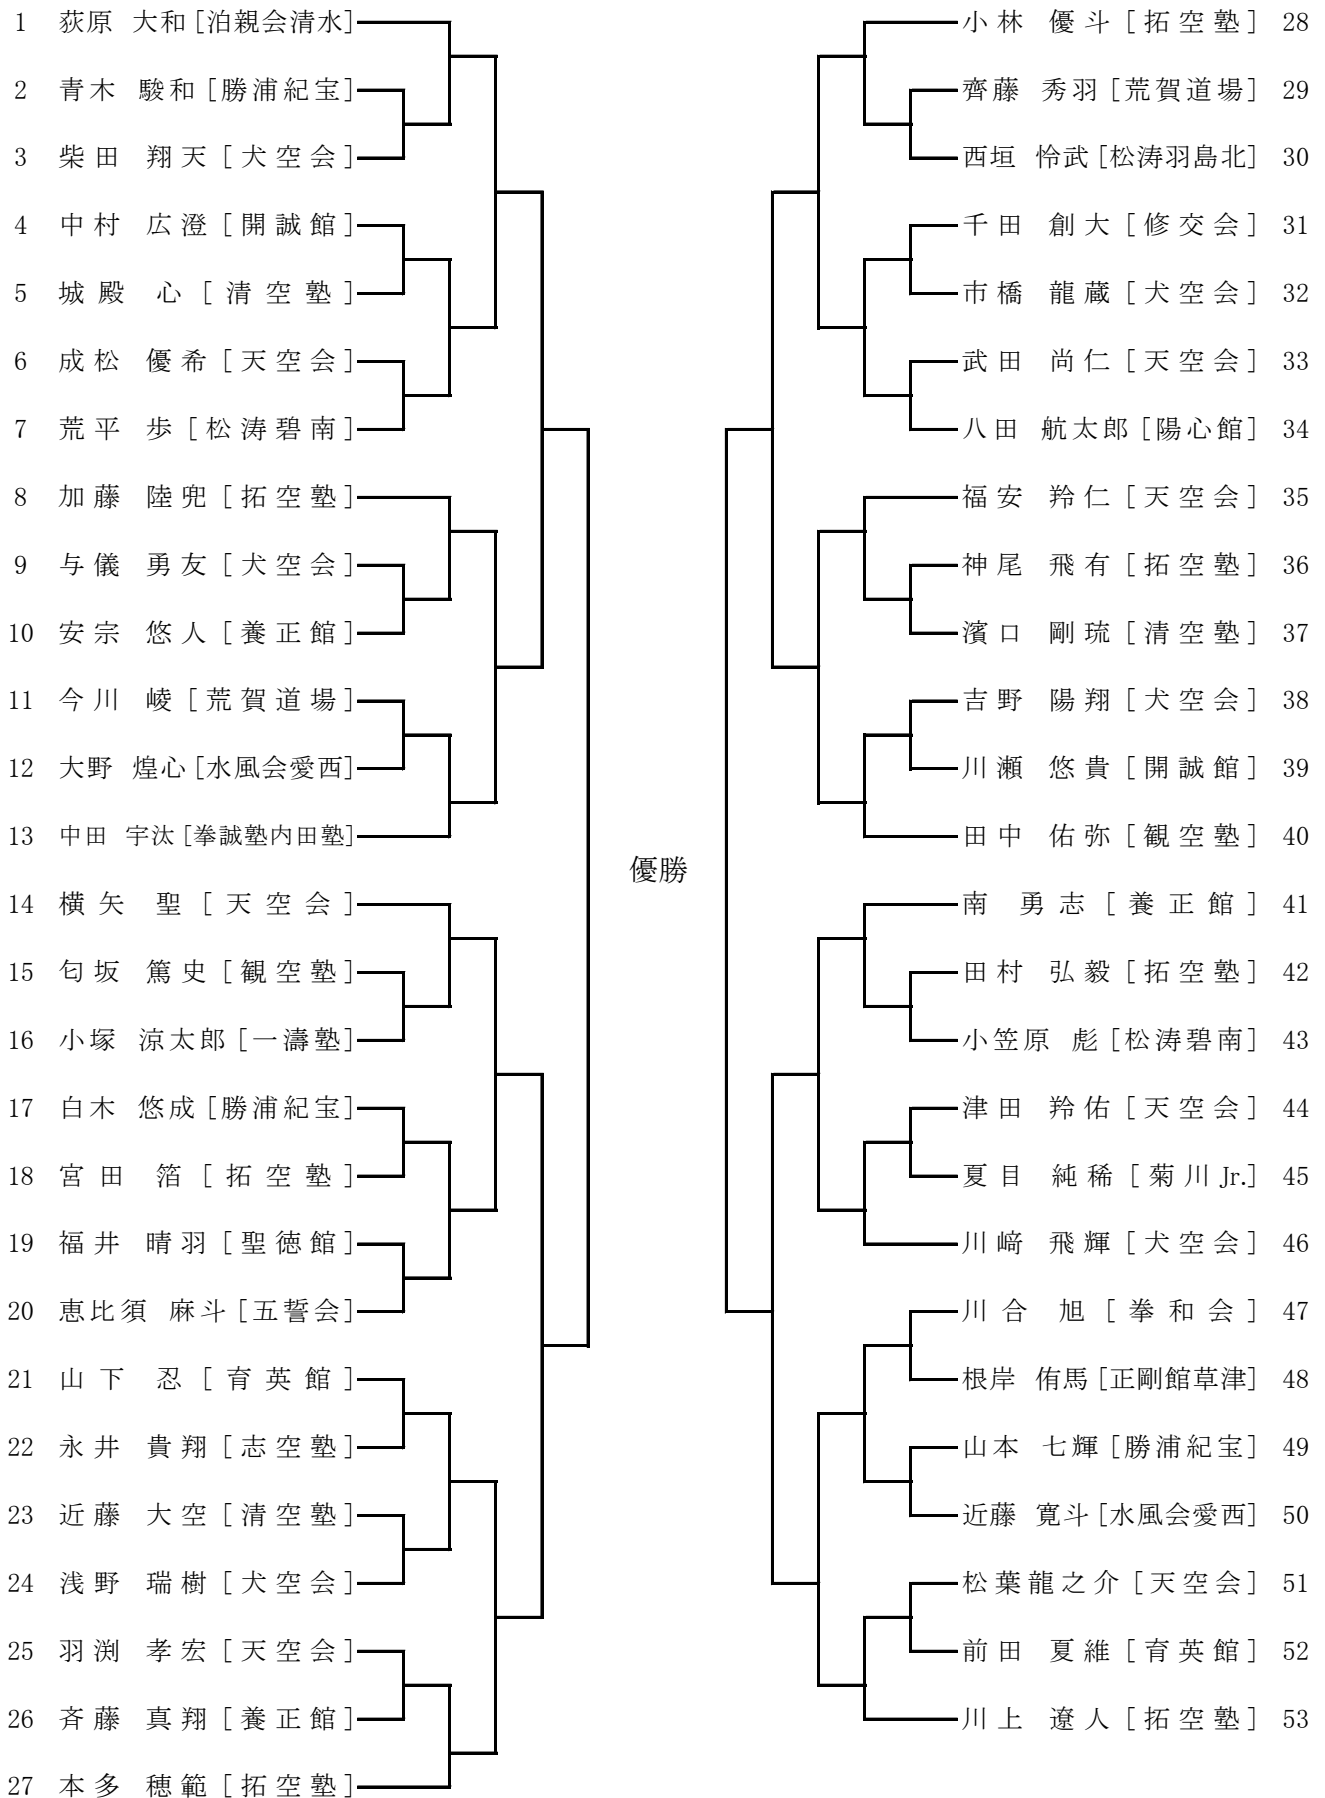 1 荻原 大和 [泊親会清水]
2 青木 駿和 [勝浦紀宝]
3 柴田 翔天 [犬空会]
4 中村 広澄 [開誠館]
5 城殿 心 [清空塾]
6 成松 優希 [天空会]
7 荒平 歩 [松涛碧南]
8 加藤 陸兜 [拓空塾]
9 与儀 勇友 [犬空会]
10 安宗 悠人 [養正館]
11 今川 崚 [荒賀道場]
12 大野 煌心 [水風会愛西]
13 中田 宇汰 [拳誠塾内田塾]
14 横矢 聖 [天空会]
15 匂坂 篤史 [観空塾]
16 小塚 涼太郎 [一濤塾]
17 白木 悠成 [勝浦紀宝]
18 宮田 箔 [拓空塾]
19 福井 晴羽 [聖徳館]
20 恵比須 麻斗 [五誓会]
21 山下 忍 [育英館]
22 永井 貴翔 [志空塾]
23 近藤 大空 [清空塾]
24 浅野 瑞樹 [犬空会]
25 羽渕 孝宏 [天空会]
26 斉藤 真翔 [養正館]
27 本多 穂範 [拓空塾]
優勝
小林 優斗 [拓空塾] 28
齊藤 秀羽 [荒賀道場] 29
西垣 怜武 [松涛羽島北] 30
千田 創大 [修交会] 31
市橋 龍蔵 [犬空会] 32
武田 尚仁 [天空会] 33
八田 航太郎 [陽心館] 34
福安 羚仁 [天空会] 35
神尾 飛有 [拓空塾] 36
濱口 剛琉 [清空塾] 37
吉野 陽翔 [犬空会] 38
川瀬 悠貴 [開誠館] 39
田中 佑弥 [観空塾] 40
南 勇志 [養正館] 41
田村 弘毅 [拓空塾] 42
小笠原 彪 [松涛碧南] 43
津田 羚佑 [天空会] 44
夏目 純稀 [菊川Jr.] 45
川﨑 飛輝 [犬空会] 46
川合 旭 [拳和会] 47
根岸 侑馬 [正剛館草津] 48
山本 七輝 [勝浦紀宝] 49
近藤 寛斗 [水風会愛西] 50
松葉龍之介 [天空会] 51
前田 夏維 [育英館] 52
川上 遼人 [拓空塾] 53